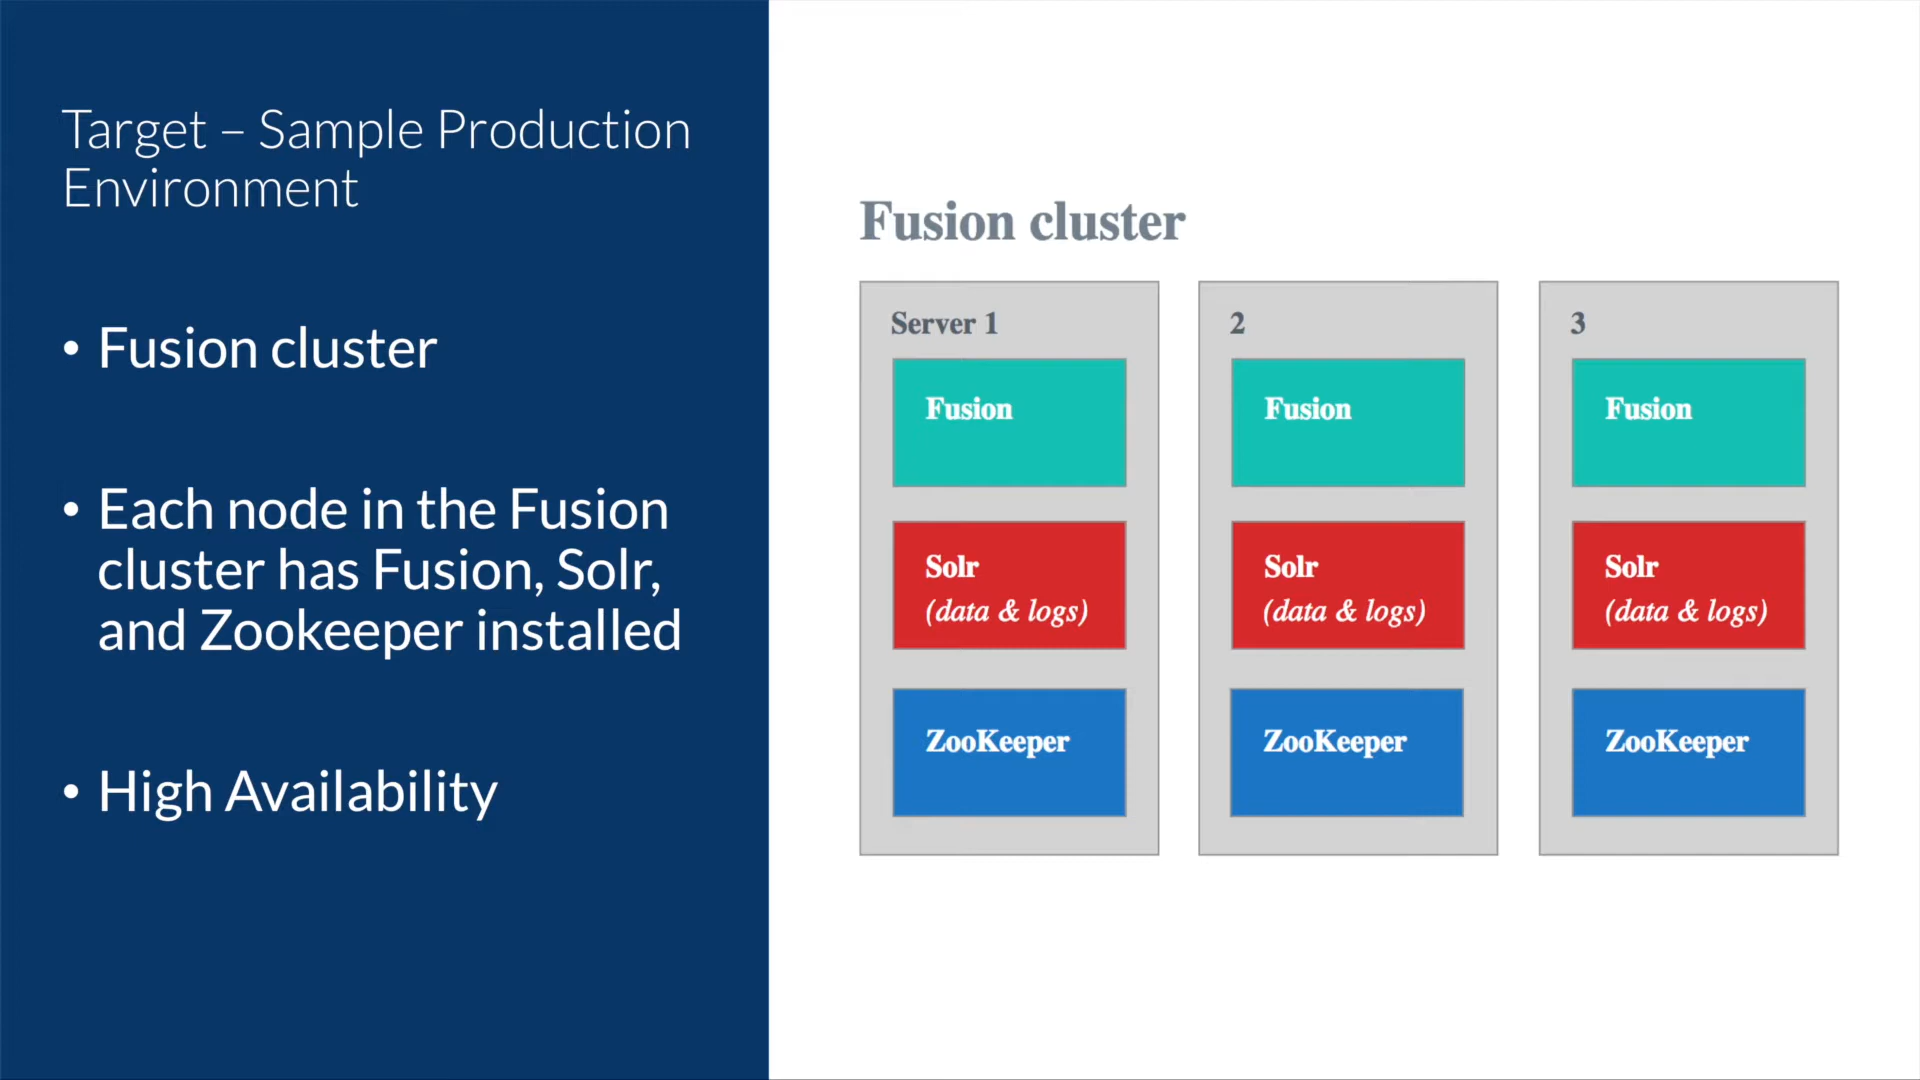 Target – Sample Production
Environment
• Fusion cluster
• Each node in the Fusion
cluster has Fusion, Solr,
and Zookeeper installed
• High Availability
Fusion cluster
Server 1
Fusion
Solr
(data & logs)
ZooKeeper
2
Fusion
Solr
(data & logs)
ZooKeeper
3
Fusion
Solr
(data & logs)
ZooKeeper